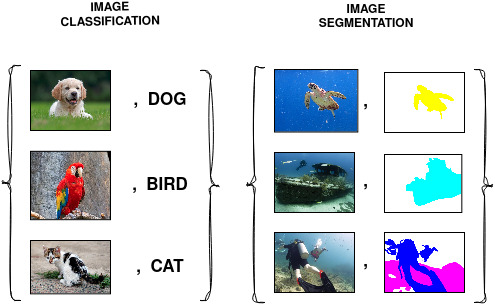 IMAGE
CLASSIFICATION
, DOG
, BIRD
, CAT
IMAGE
SEGMENTATION
,
,
,